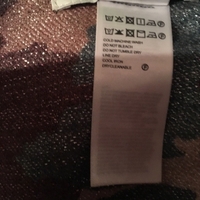 COLD MACHINE WASH
DO NOT BLEACH
DO NOT TUMBLE DRY
LINE DRY
COOL IRON
DRYCLEANABLE